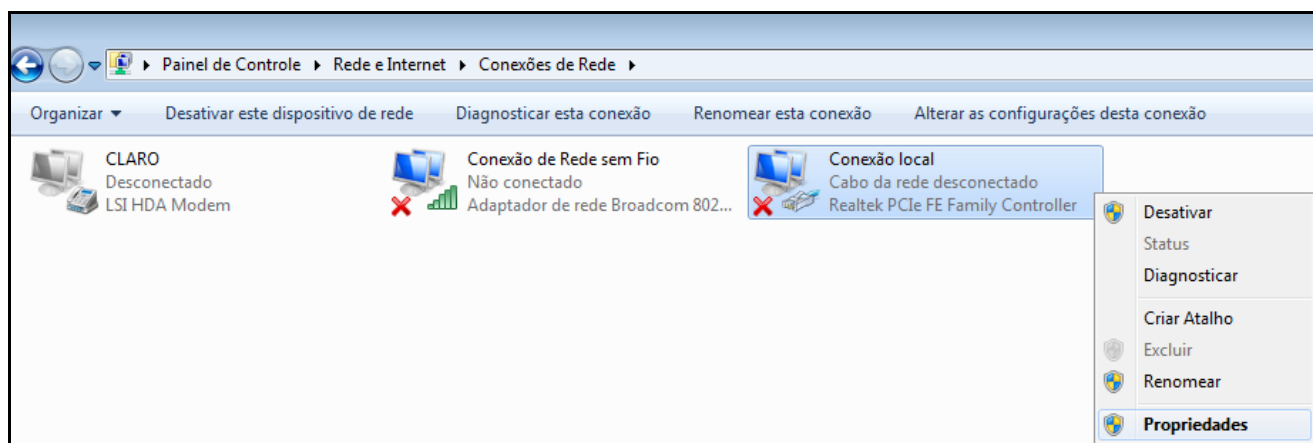 Painel de Controle Rede e Internet Conexões de Rede
Organizar Desativar este dispositivo de rede Diagnosticar esta conexão Renomear esta conexão Alterar as configurações desta conexão
CLARO
Desconectado
LSI HDA Modem
Conexão de Rede sem Fio
Não conectado
Adaptador de rede Broadcom 802...
Conexão local
Cabo da rede desconectado
Realtek PCIe FE Family Controller
Desativar
Status
Diagnosticar
Criar Atalho
Excluir
Renomear
Propriedades